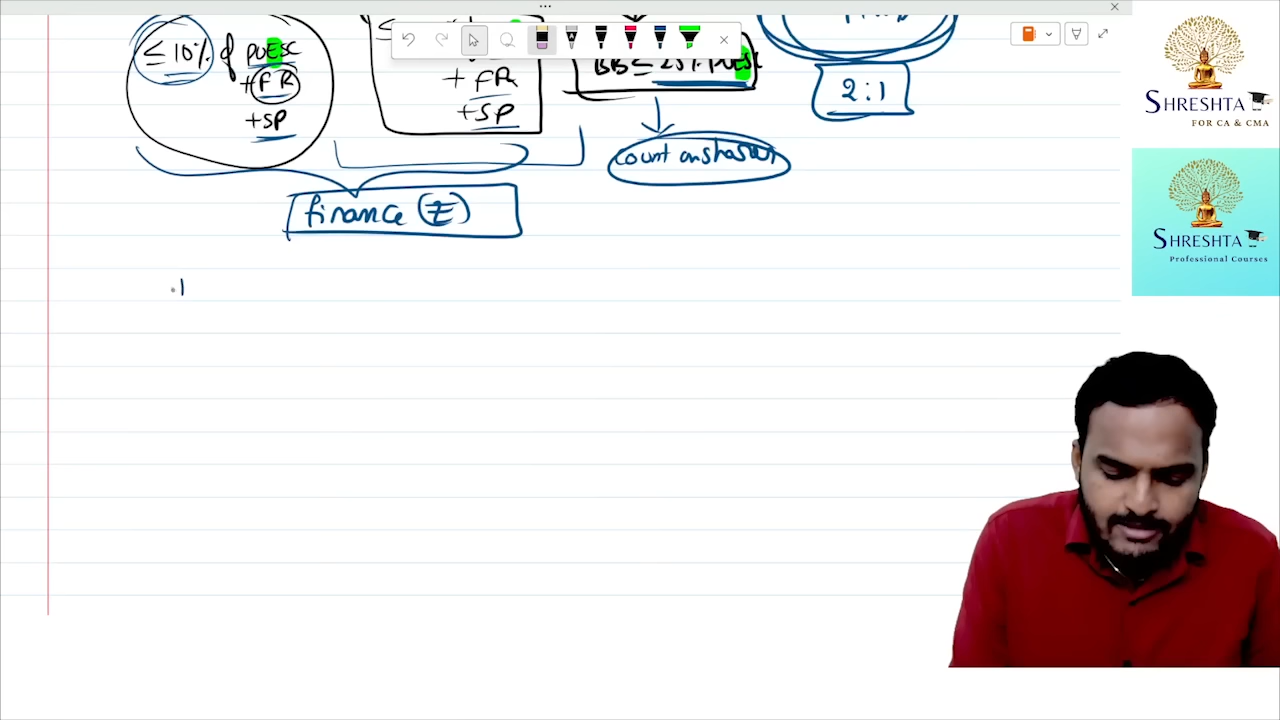 ≤ 10% of PUESC
+ FR
+ SP
≤
+ FR
+ SP
BB ≤ 25% PUESC
2:1
count on shares
finance (₹)
SHRESHTA
FOR CA & CMA
SHRESHTA
Professional Courses